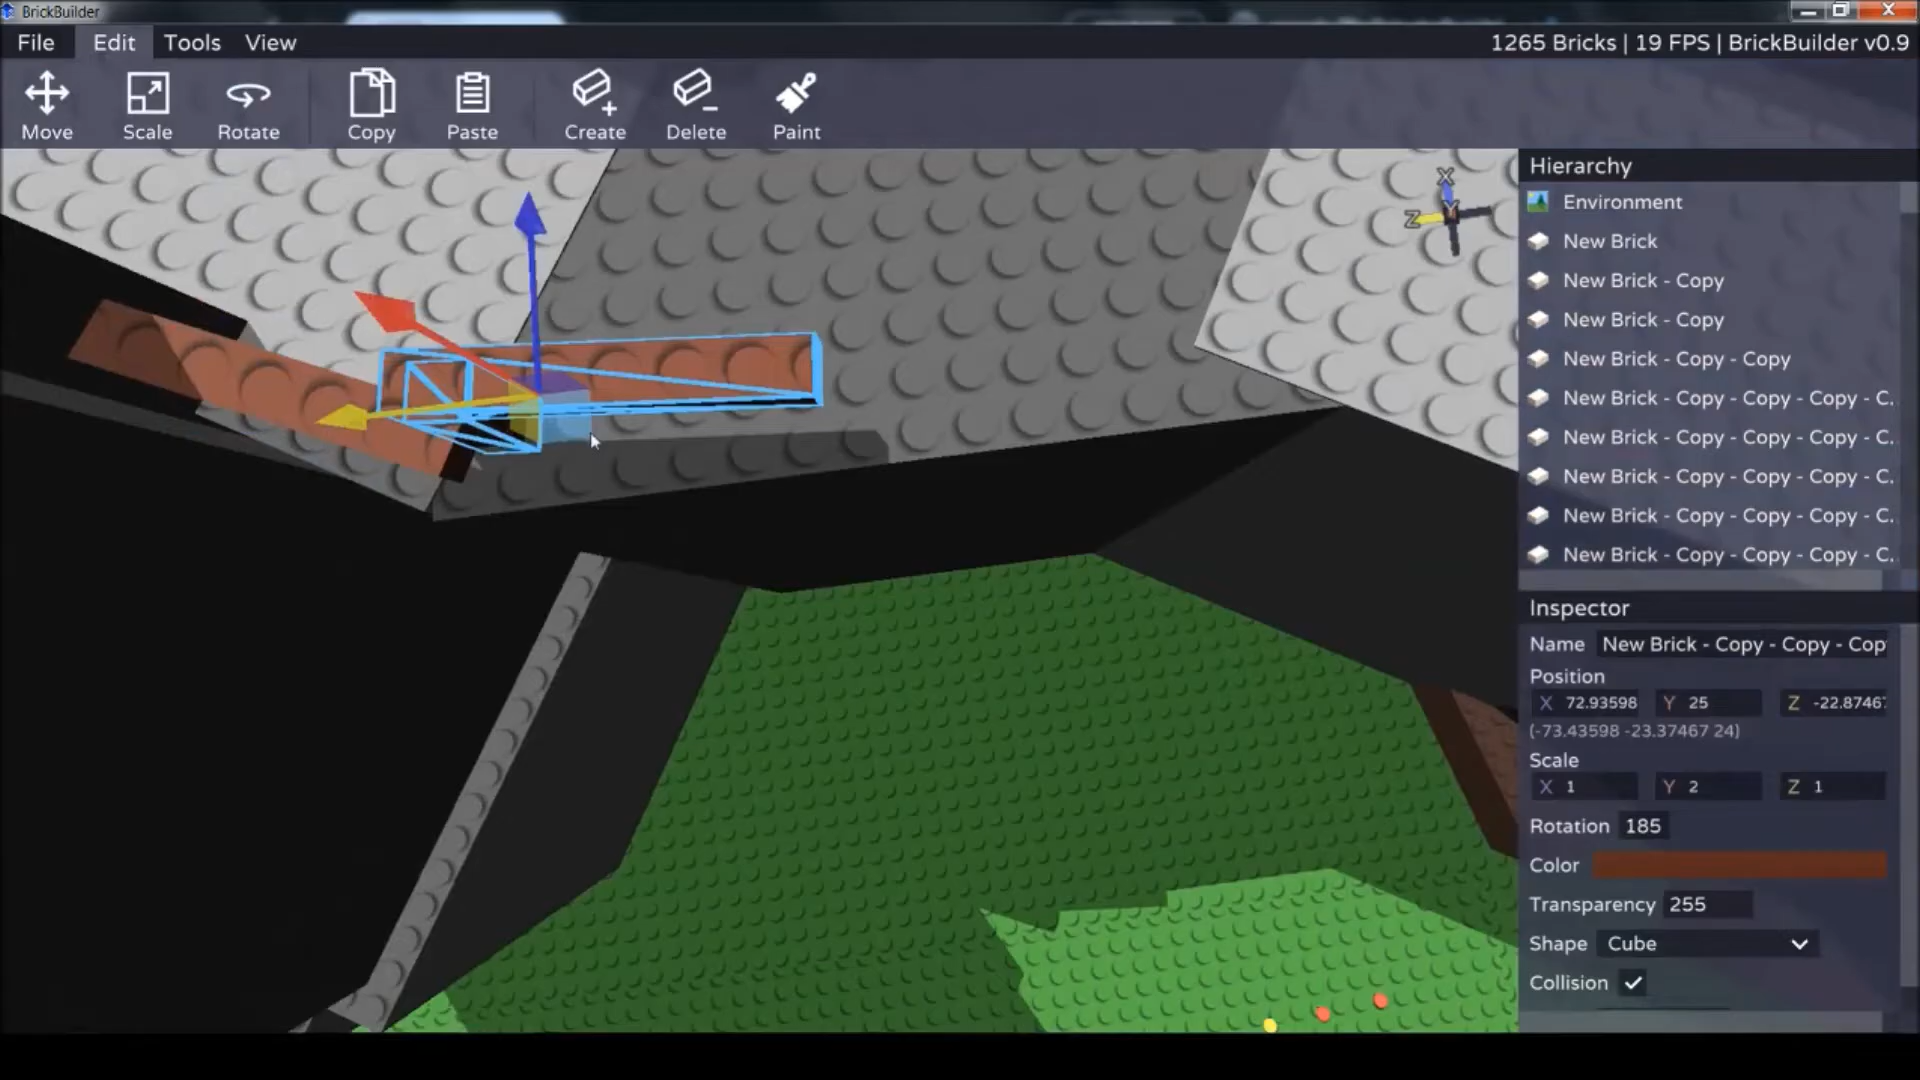 BrickBuilder
File Edit Tools View 1265 Bricks | 19 FPS | BrickBuilder v0.9
Move Scale Rotate Copy Paste Create Delete Paint
X
Y
Z
Hierarchy
Environment
New Brick
New Brick - Copy
New Brick - Copy
New Brick - Copy - Copy
New Brick - Copy - Copy - Copy - C.
New Brick - Copy - Copy - Copy - C.
New Brick - Copy - Copy - Copy - C.
New Brick - Copy - Copy - Copy - C.
New Brick - Copy - Copy - Copy - C.
Inspector
Name New Brick - Copy - Copy - Cop
Position
X 72.93598 Y 25 Z -22.87467
(-73.43598 -23.37467 24)
Scale
X 1 Y 2 Z 1
Rotation 185
Color
Transparency 255
Shape Cube
Collision